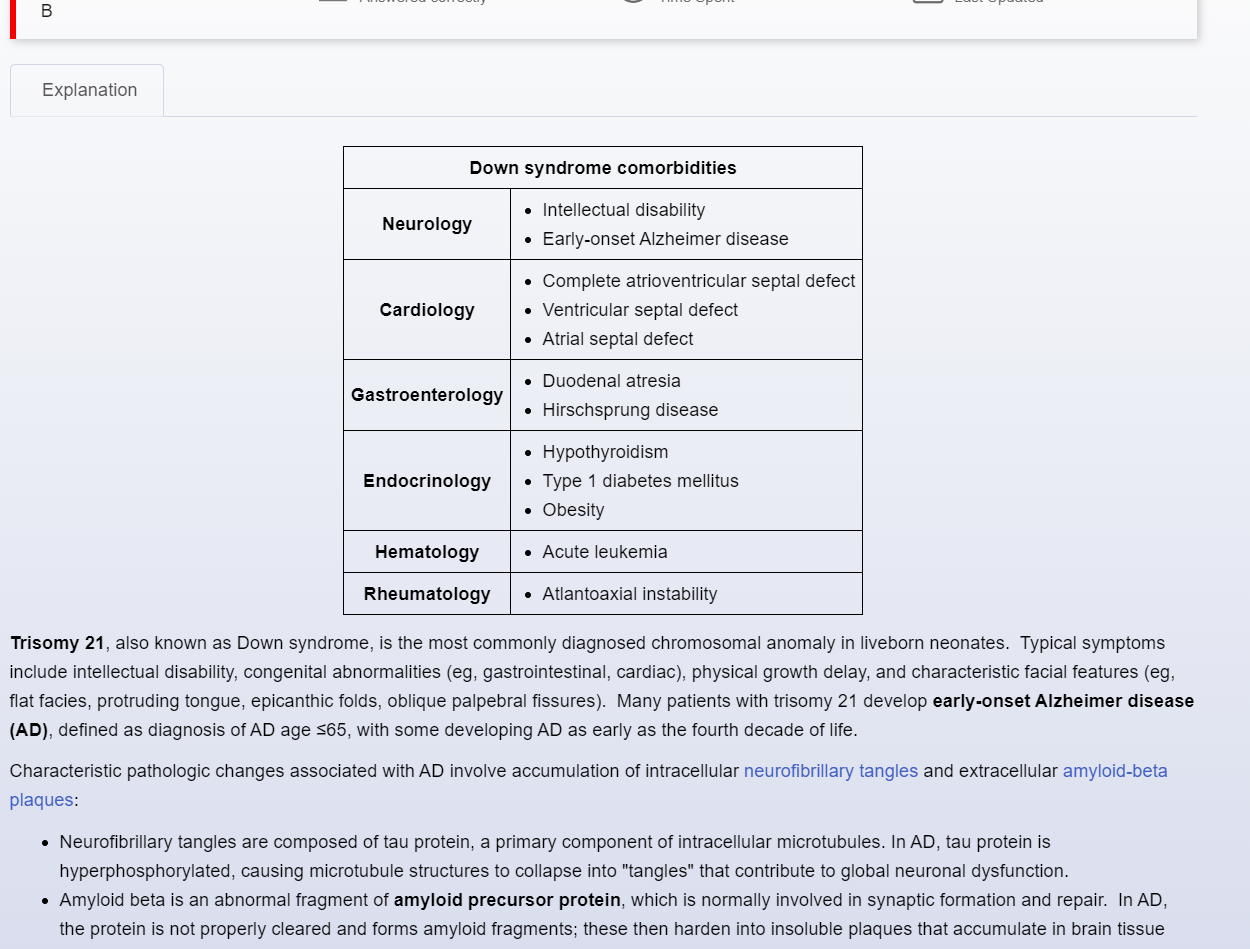 B
Answered correctly
Time Spent
Last Updated
Explanation
Down syndrome comorbidities
Neurology
• Intellectual disability
• Early-onset Alzheimer disease
Cardiology
• Complete atrioventricular septal defect
• Ventricular septal defect
• Atrial septal defect
Gastroenterology
• Duodenal atresia
• Hirschsprung disease
Endocrinology
• Hypothyroidism
• Type 1 diabetes mellitus
• Obesity
Hematology
• Acute leukemia
Rheumatology
• Atlantoaxial instability
Trisomy 21, also known as Down syndrome, is the most commonly diagnosed chromosomal anomaly in liveborn neonates.  Typical symptoms
include intellectual disability, congenital abnormalities (eg, gastrointestinal, cardiac), physical growth delay, and characteristic facial features (eg,
flat facies, protruding tongue, epicanthic folds, oblique palpebral fissures).  Many patients with trisomy 21 develop early-onset Alzheimer disease
(AD), defined as diagnosis of AD age ≤65, with some developing AD as early as the fourth decade of life.
Characteristic pathologic changes associated with AD involve accumulation of intracellular neurofibrillary tangles and extracellular amyloid-beta
plaques:
• Neurofibrillary tangles are composed of tau protein, a primary component of intracellular microtubules. In AD, tau protein is
hyperphosphorylated, causing microtubule structures to collapse into "tangles" that contribute to global neuronal dysfunction.
• Amyloid beta is an abnormal fragment of amyloid precursor protein, which is normally involved in synaptic formation and repair.  In AD,
the protein is not properly cleared and forms amyloid fragments; these then harden into insoluble plaques that accumulate in brain tissue